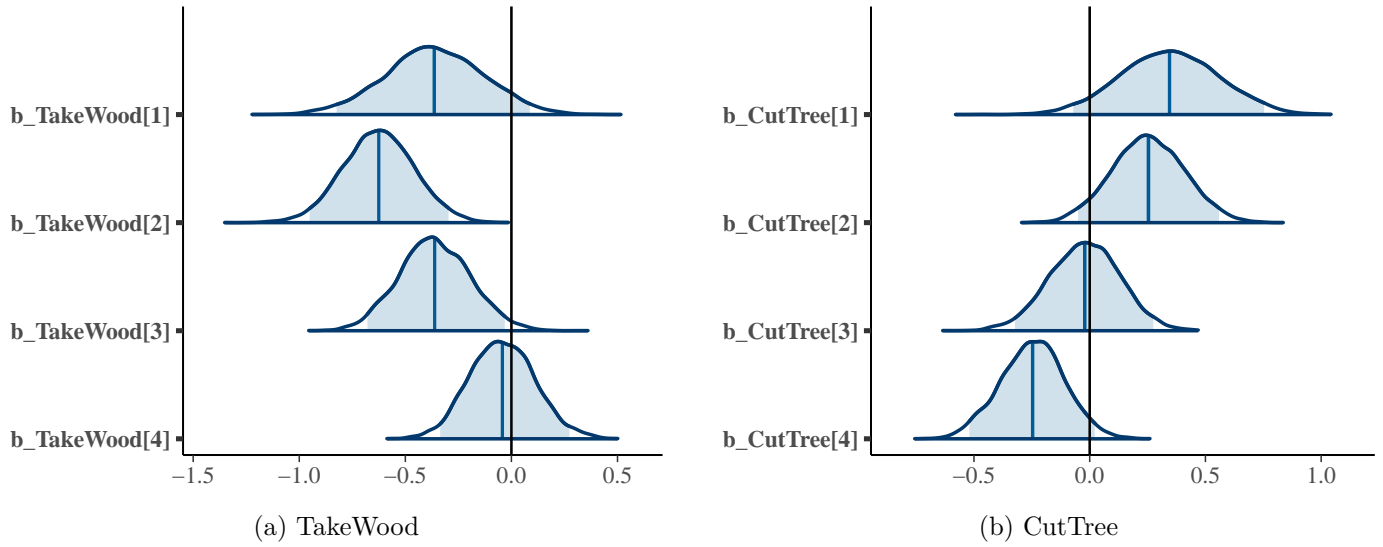 b_TakeWood[1]
b_TakeWood[2]
b_TakeWood[3]
b_TakeWood[4]
−1.5 −1.0 −0.5 0.0 0.5
(a) TakeWood
b_CutTree[1]
b_CutTree[2]
b_CutTree[3]
b_CutTree[4]
−0.5 0.0 0.5 1.0
(b) CutTree